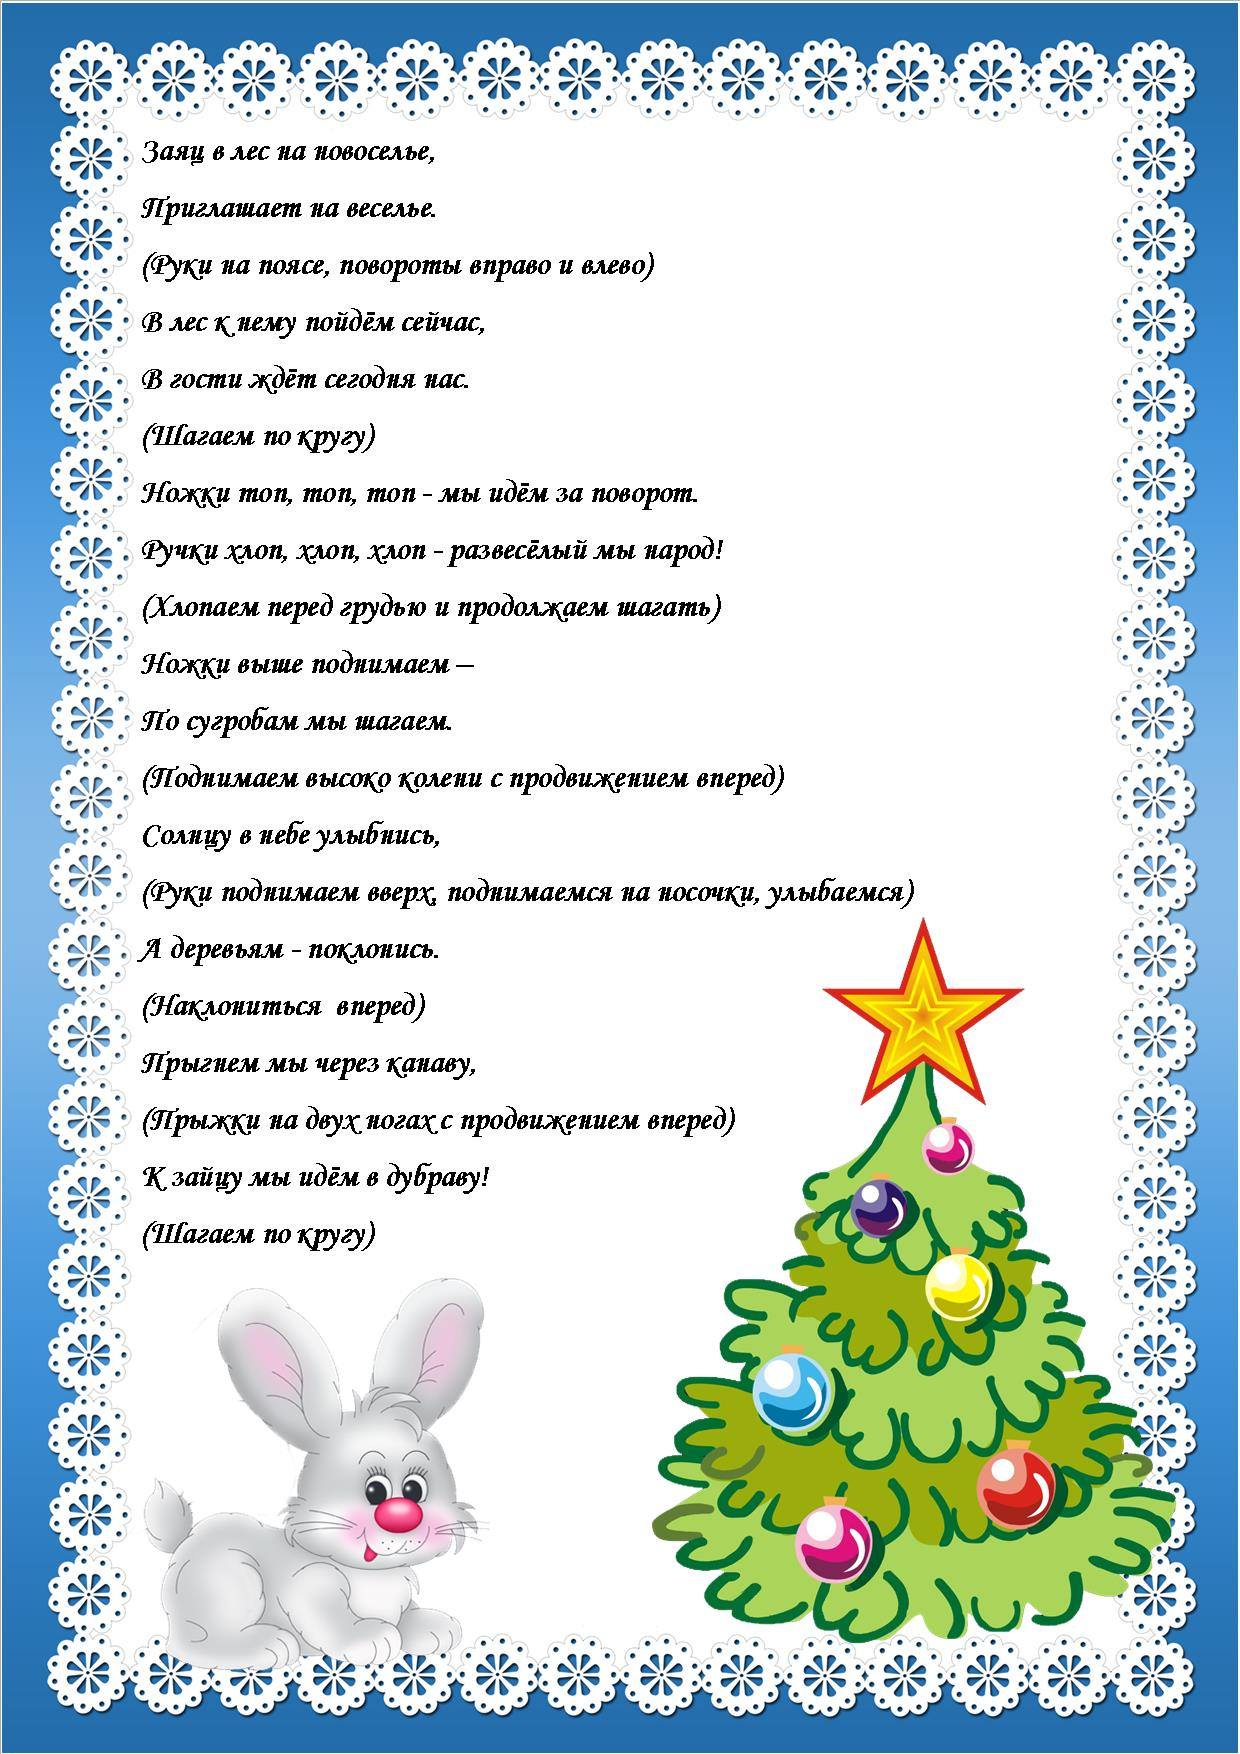 Заяц в лес на новоселье,
Приглашает на веселье.
(Руки на поясе, повороты вправо и влево)
В лес к нему пойдём сейчас,
В гости ждёт сегодня нас.
(Шагаем по кругу)
Ножки топ, топ, топ - мы идём за поворот.
Ручки хлоп, хлоп, хлоп - развесёлый мы народ!
(Хлопаем перед грудью и продолжаем шагать)
Ножки выше поднимаем –
По сугробам мы шагаем.
(Поднимаем высоко колени с продвижением вперед)
Солнцу в небе улыбнись,
(Руки поднимаем вверх, поднимаемся на носочки, улыбаемся)
А деревьям - поклонись.
(Наклониться вперед)
Прыгнем мы через канаву,
(Прыжки на двух ногах с продвижением вперед)
К зайцу мы идём в дубраву!
(Шагаем по кругу)